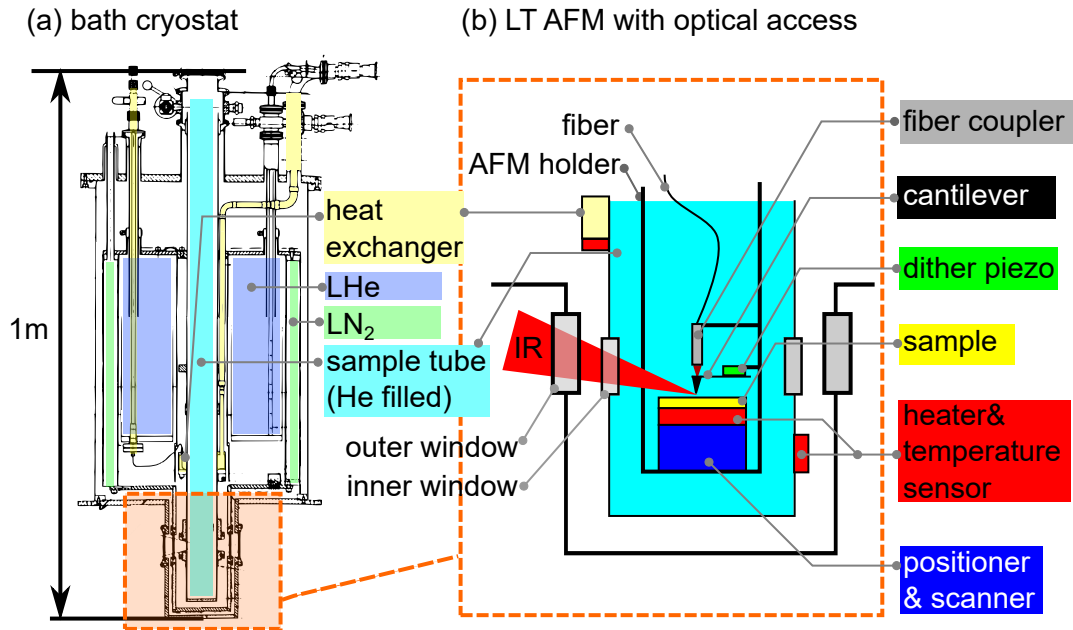 (a) bath cryostat
(b) LT AFM with optical access
1m
heat
exchanger
LHe
LN₂
sample tube
(He filled)
outer window
inner window
fiber
AFM holder
IR
fiber coupler
cantilever
dither piezo
sample
heater&
temperature
sensor
positioner
& scanner